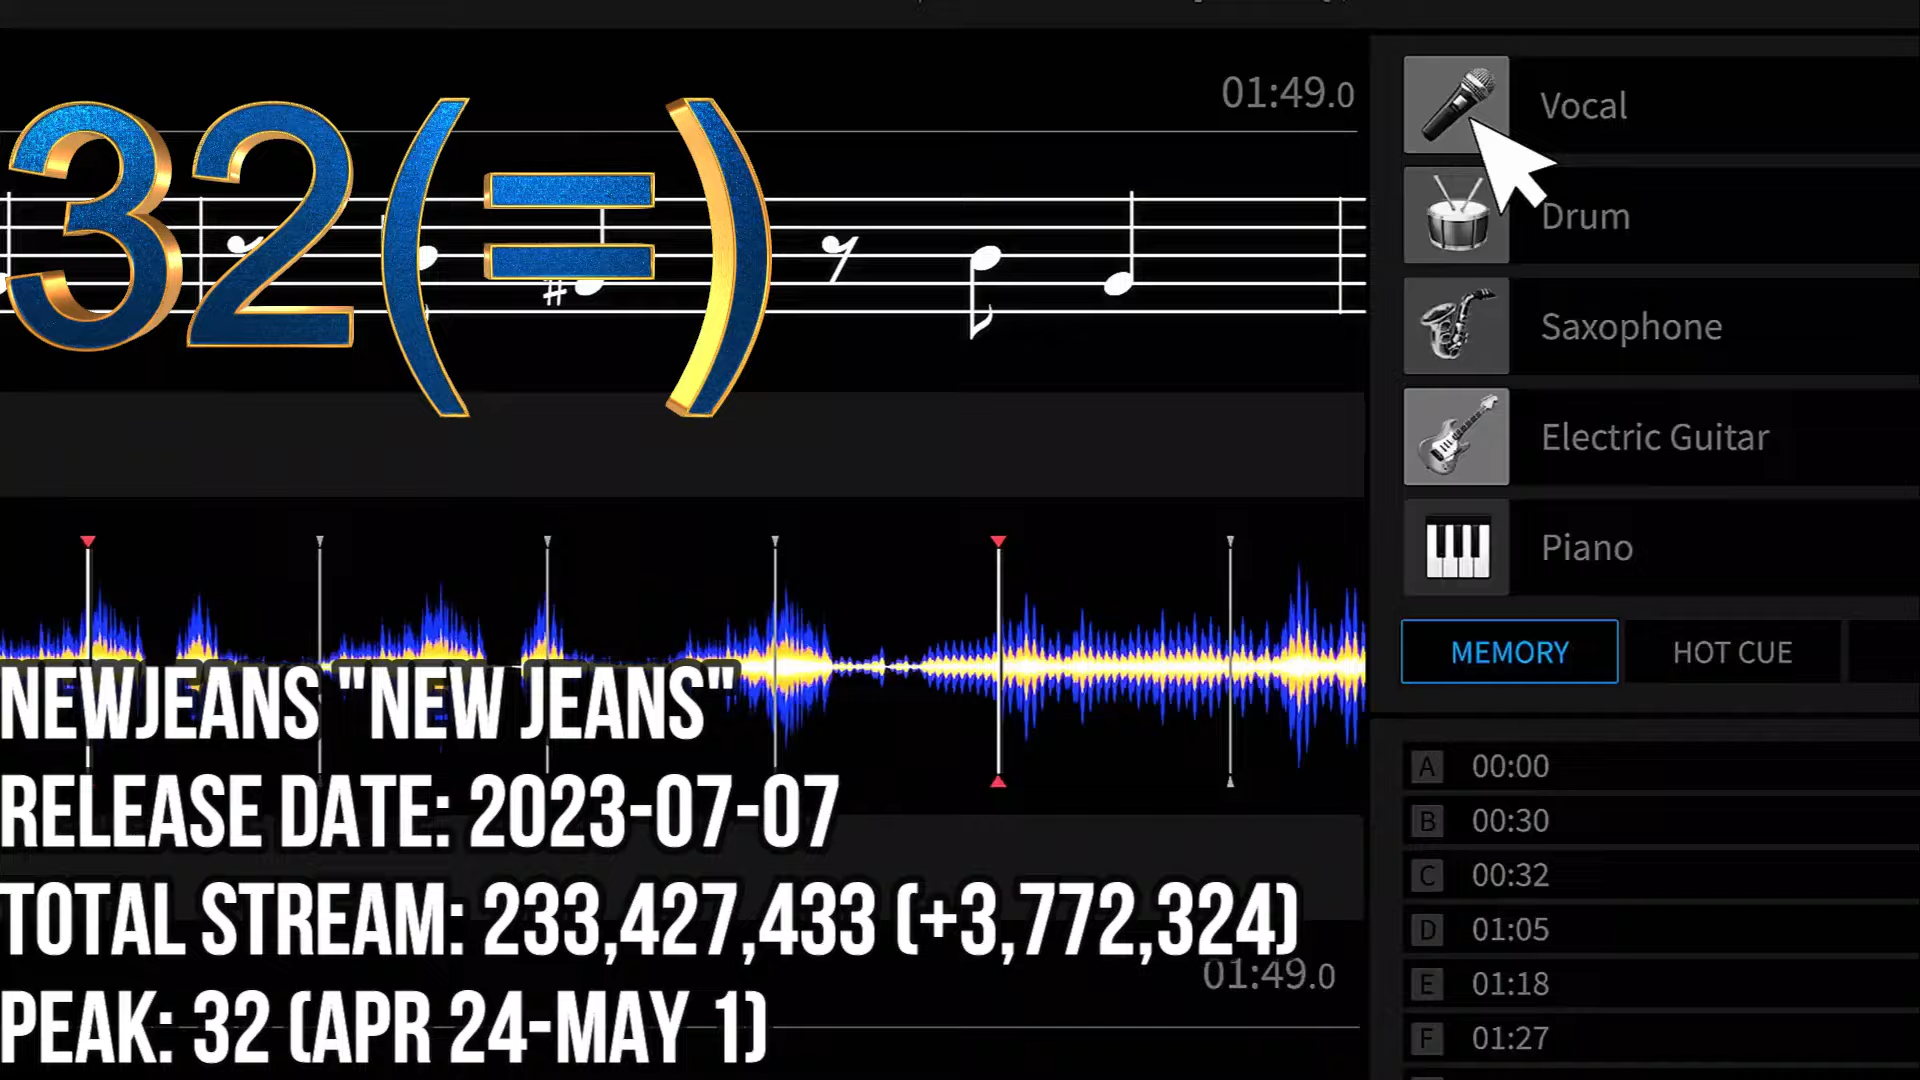 01:49.0
32(=)
Vocal
Drum
Saxophone
Electric Guitar
Piano
MEMORY
HOT CUE
NEWJEANS "NEW JEANS"
RELEASE DATE: 2023-07-07
TOTAL STREAM: 233,427,433 (+3,772,324)
01:49.0
PEAK: 32 (APR 24-MAY 1)
A 00:00
B 00:30
C 00:32
D 01:05
E 01:18
F 01:27